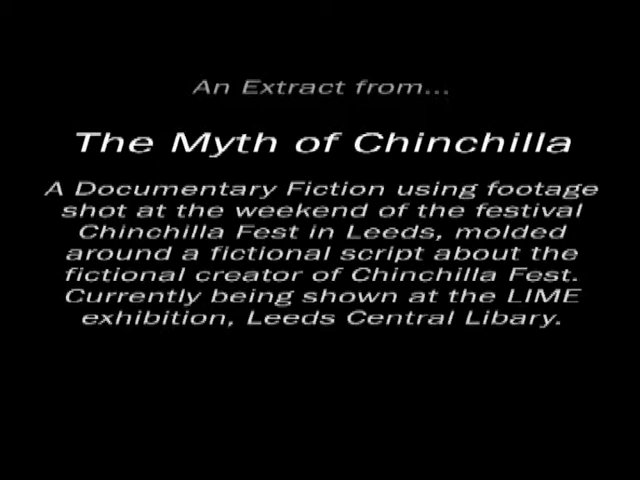 An Extract from...
The Myth of Chinchilla
A Documentary Fiction using footage
shot at the weekend of the festival
Chinchilla Fest in Leeds, molded
around a fictional script about the
fictional creator of Chinchilla Fest.
Currently being shown at the LIME
exhibition, Leeds Central Libary.